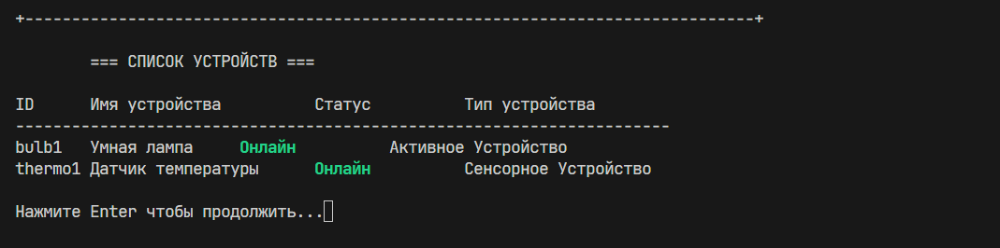 +------------------------------------------------------------------------------+
=== СПИСОК УСТРОЙСТВ ===
ID      Имя устройства          Статус          Тип устройства
----------------------------------------------------------------------
bulb1   Умная лампа     Онлайн          Активное Устройство
thermo1 Датчик температуры      Онлайн          Сенсорное Устройство
Нажмите Enter чтобы продолжить...